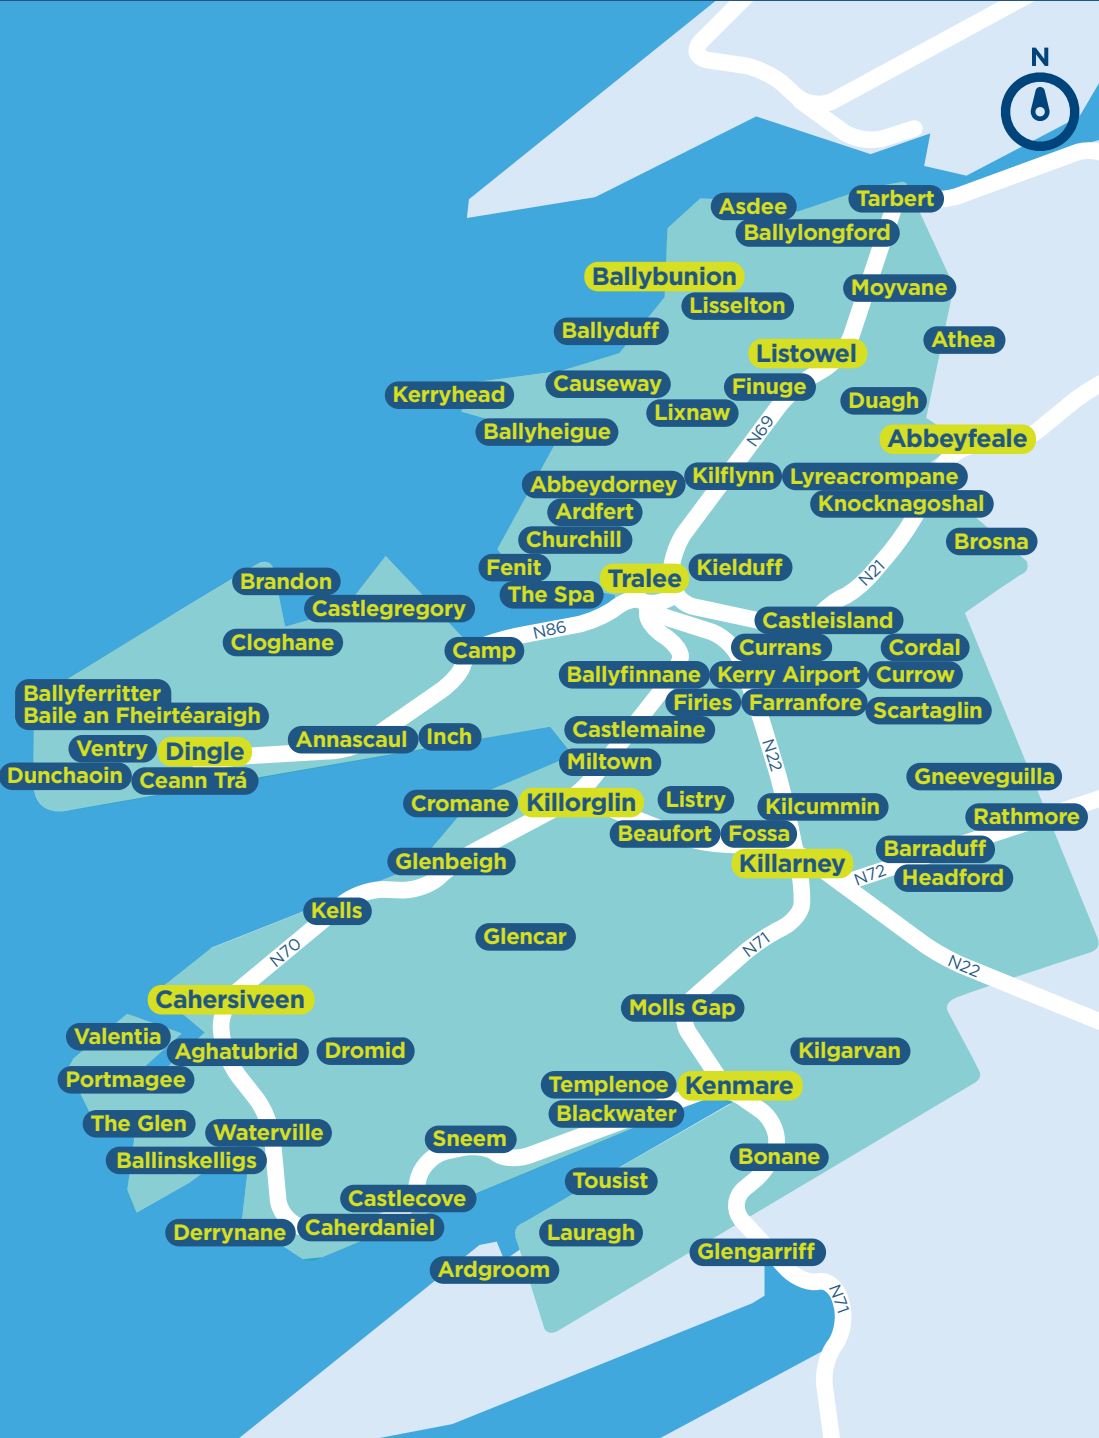 N
Tarbert
Asdee
Ballylongford
Ballybunion
Moyvane
Lisselton
Ballyduff
Athea
Listowel
Causeway
Finuge
Kerryhead
Duagh
Lixnaw
N69
Ballyheigue
Abbeyfeale
Kilflynn
Lyreacrompane
Abbeydorney
Knocknagoshal
Ardfert
Churchill
Brosna
Fenit
Kielduff
N21
Tralee
Brandon
The Spa
Castlegregory
Castleisland
N86
Cloghane
Camp
Currans
Cordal
Ballyfinnane
Kerry Airport
Currow
Ballyferritter
Baile an Fheirtéaraigh
Firies
Farranfore
Scartaglin
Castlemaine
Annascaul
Inch
Ventry
Dingle
N22
Miltown
Dunchaoin
Ceann Trá
Gneeveguilla
Cromane
Killorglin
Listry
Kilcummin
Rathmore
Beaufort
Fossa
Barraduff
Glenbeigh
Killarney
N72
Headford
Kells
Glencar
N71
N70
N22
Cahersiveen
Molls Gap
Valentia
Aghatubrid
Dromid
Kilgarvan
Portmagee
Templenoe
Kenmare
Blackwater
The Glen
Waterville
Sneem
Ballinskelligs
Bonane
Tousist
Castlecove
Derrynane
Caherdaniel
Lauragh
Glengarriff
Ardgroom
N71